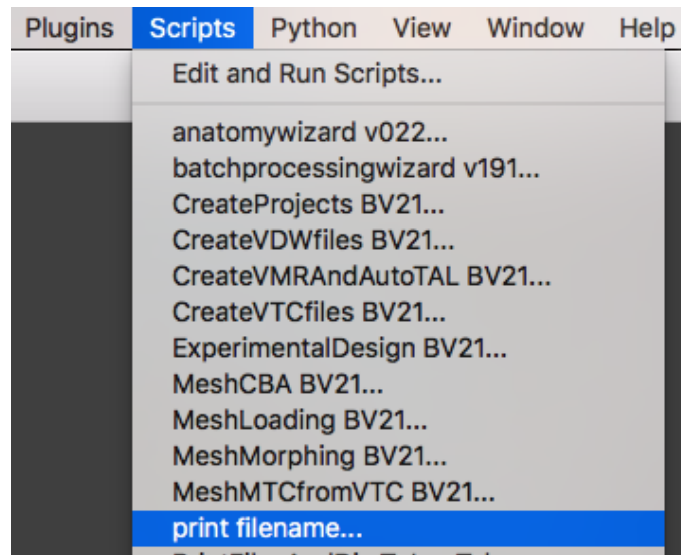 Plugins Scripts Python View Window Help
Edit and Run Scripts...
anatomywizard v022...
batchprocessingwizard v191...
CreateProjects BV21...
CreateVDWfiles BV21...
CreateVMRAndAutoTAL BV21...
CreateVTCfiles BV21...
ExperimentalDesign BV21...
MeshCBA BV21...
MeshLoading BV21...
MeshMorphing BV21...
MeshMTCfromVTC BV21...
print filename...